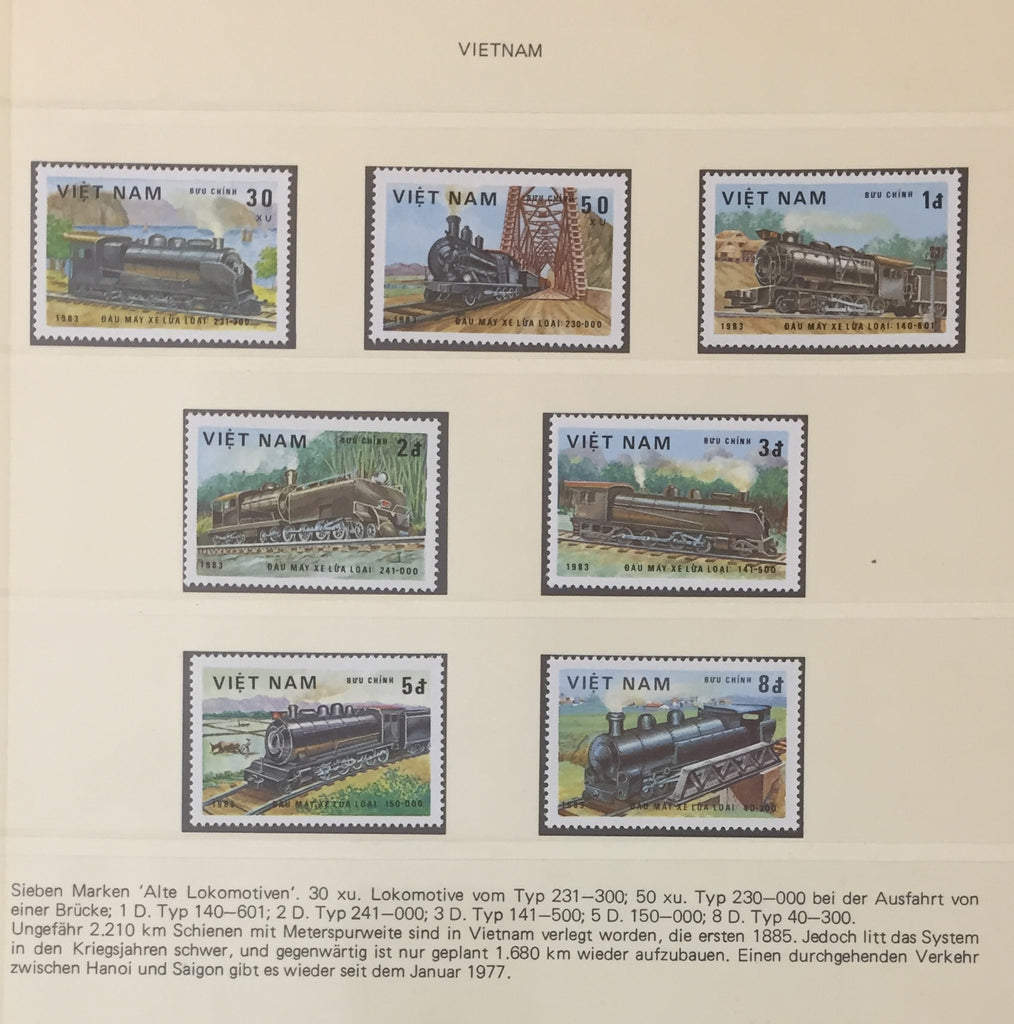 VIETNAM
VIỆT NAM BƯU CHÍNH 30 XU
1983 ĐẦU MÁY XE LỬA LOẠI: 231-300
VIỆT NAM BƯU CHÍNH 50 XU
1983 ĐẦU MÁY XE LỬA LOẠI: 230-000
VIỆT NAM BƯU CHÍNH 1đ
1983 ĐẦU MÁY XE LỬA LOẠI: 140-601
VIỆT NAM BƯU CHÍNH 2đ
1983 ĐẦU MÁY XE LỬA LOẠI: 241-000
VIỆT NAM BƯU CHÍNH 3đ
1983 ĐẦU MÁY XE LỬA LOẠI: 141-500
VIỆT NAM BƯU CHÍNH 5đ
1983 ĐẦU MÁY XE LỬA LOẠI: 150-000
VIỆT NAM BƯU CHÍNH 8đ
1983 ĐẦU MÁY XE LỬA LOẠI: 40-300
Sieben Marken 'Alte Lokomotiven'. 30 xu. Lokomotive vom Typ 231—300; 50 xu. Typ 230—000 bei der Ausfahrt von
einer Brücke; 1 D. Typ 140—601; 2 D. Typ 241—000; 3 D. Typ 141—500; 5 D. 150—000; 8 D. Typ 40—300.
Ungefähr 2.210 km Schienen mit Meterspurweite sind in Vietnam verlegt worden, die ersten 1885. Jedoch litt das System
in den Kriegsjahren schwer, und gegenwärtig ist nur geplant 1.680 km wieder aufzubauen. Einen durchgehenden Verkehr
zwischen Hanoi und Saigon gibt es wieder seit dem Januar 1977.